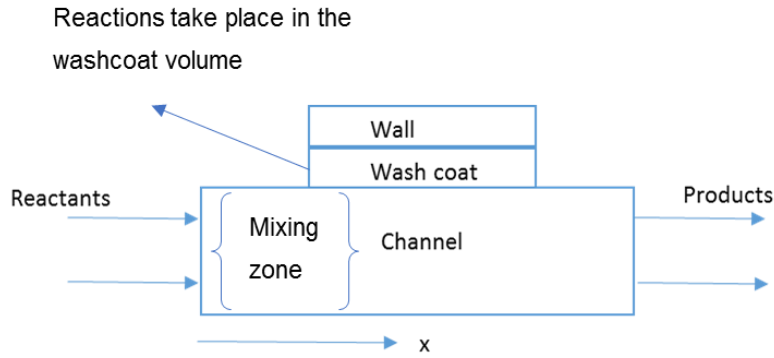 Reactions take place in the
washcoat volume
Wall
Wash coat
Reactants
Products
Mixing
zone
Channel
x